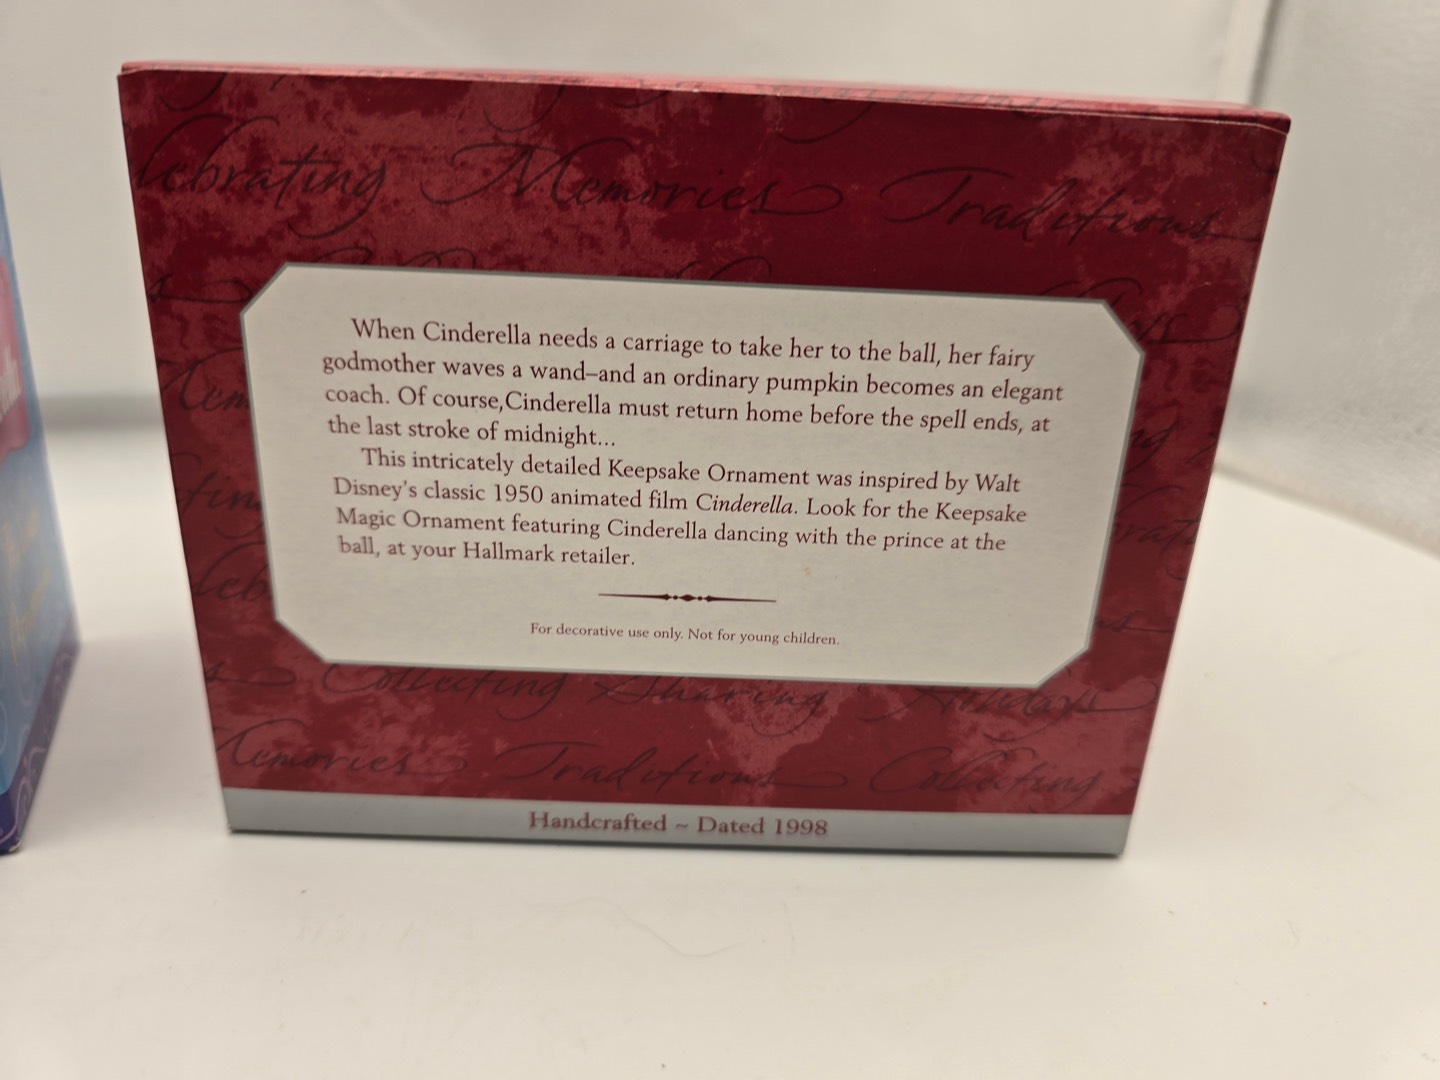 lebrating Memories Traditions
When Cinderella needs a carriage to take her to the ball, her fairy
godmother waves a wand–and an ordinary pumpkin becomes an elegant
coach. Of course,Cinderella must return home before the spell ends, at
the last stroke of midnight...
This intricately detailed Keepsake Ornament was inspired by Walt
Disney's classic 1950 animated film Cinderella. Look for the Keepsake
Magic Ornament featuring Cinderella dancing with the prince at the
ball, at your Hallmark retailer.
For decorative use only. Not for young children.
Collecting Sharing Holidays
Memories Traditions Collecting
Handcrafted ~ Dated 1998